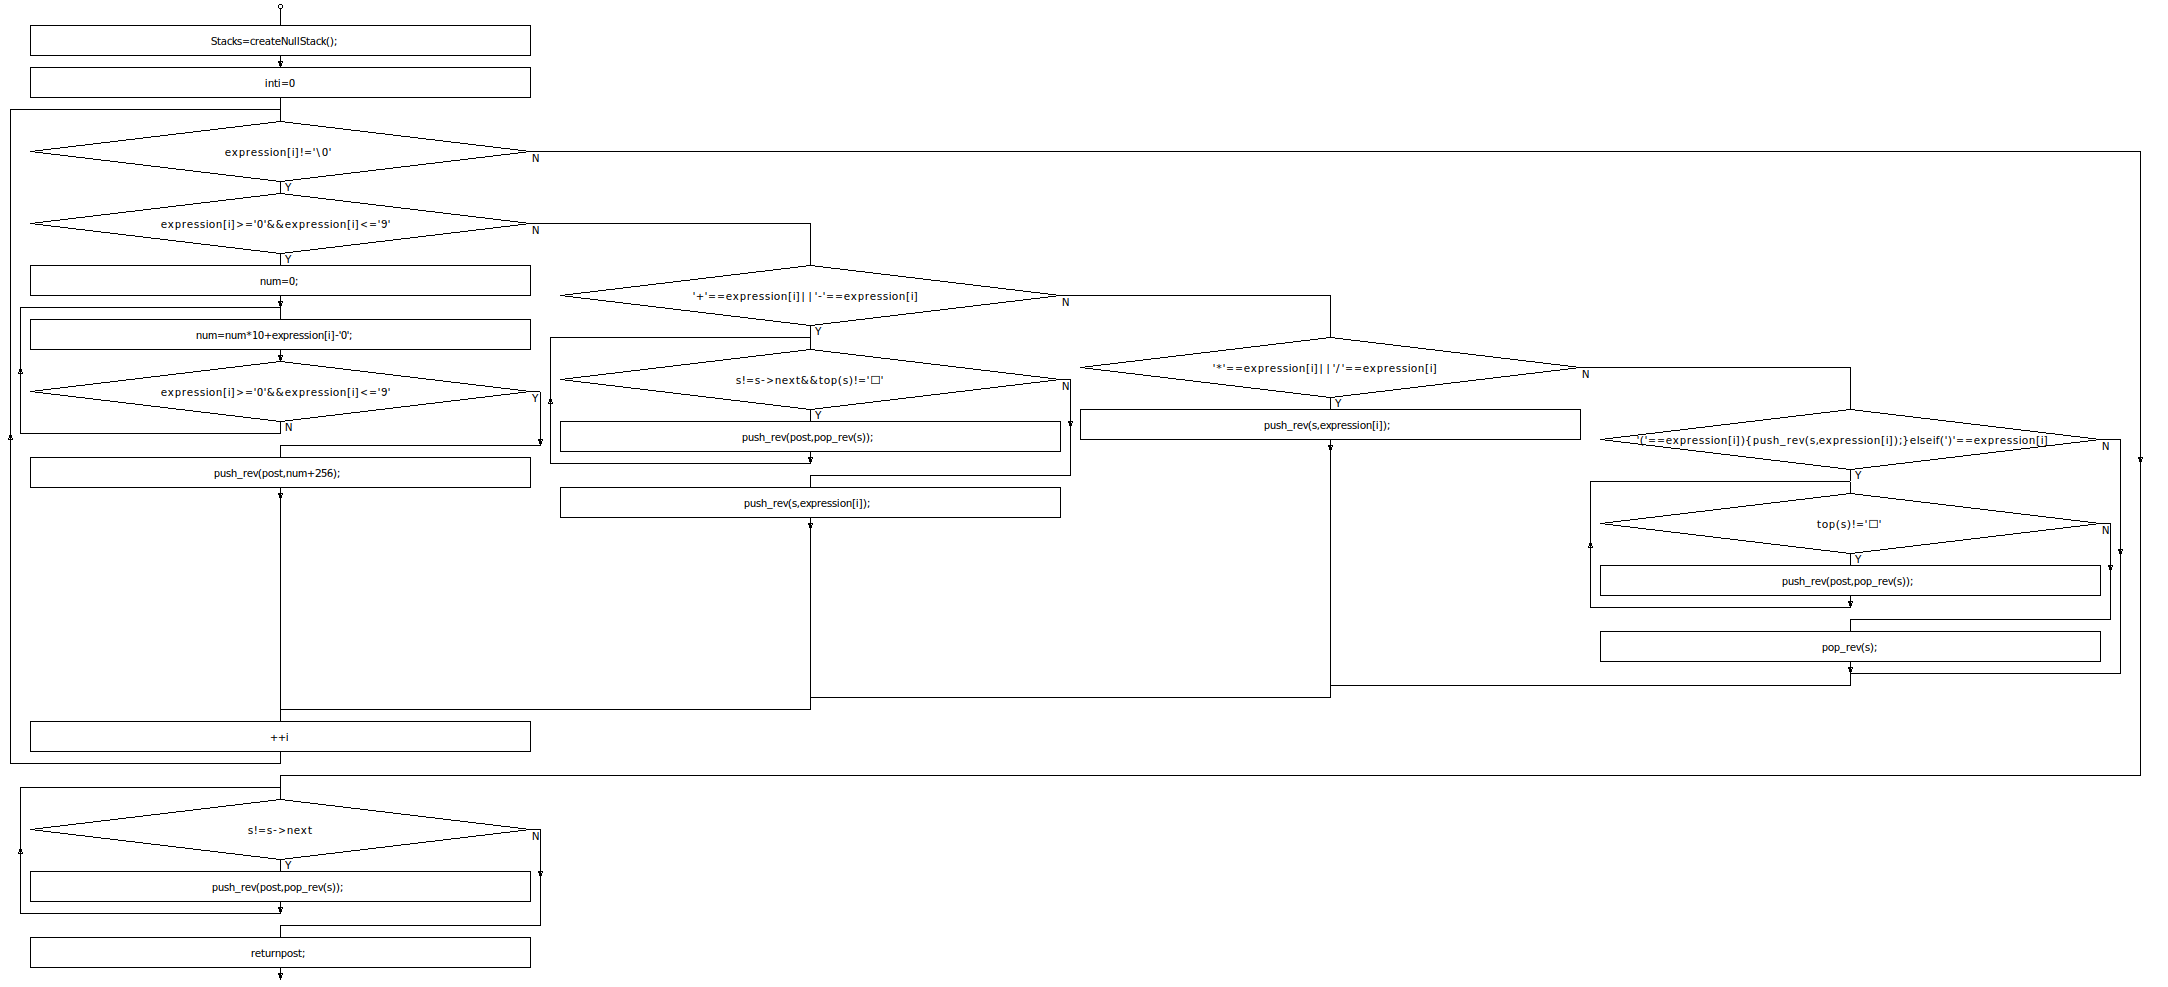 Stacks=createNullStack();
inti=0
expression[i]!='\0'
N
Y
expression[i]>='0'&&expression[i]<='9'
N
Y
num=0;
num=num*10+expression[i]-'0';
expression[i]>='0'&&expression[i]<='9'
Y
N
push_rev(post,num+256);
'+'==expression[i]||'-'==expression[i]
N
Y
s!=s->next&&top(s)!='□'
N
Y
push_rev(post,pop_rev(s));
push_rev(s,expression[i]);
'*'==expression[i]||'/'==expression[i]
N
Y
push_rev(s,expression[i]);
'('==expression[i]){push_rev(s,expression[i]);}elseif(')'==expression[i]
N
Y
top(s)!='□'
N
Y
push_rev(post,pop_rev(s));
pop_rev(s);
++i
s!=s->next
N
Y
push_rev(post,pop_rev(s));
returnpost;